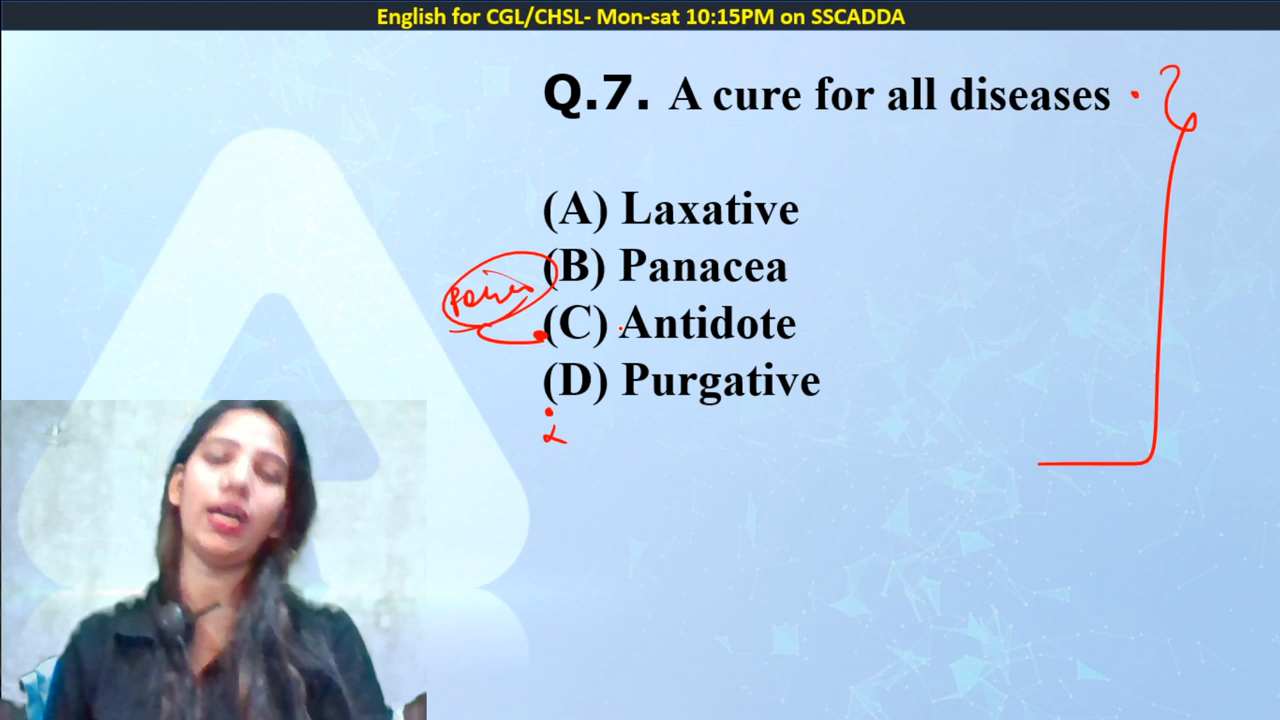 English for CGL/CHSL- Mon-sat 10:15PM on SSCADDA
Q.7. A cure for all diseases
(A) Laxative
(B) Panacea
(C) Antidote
(D) Purgative